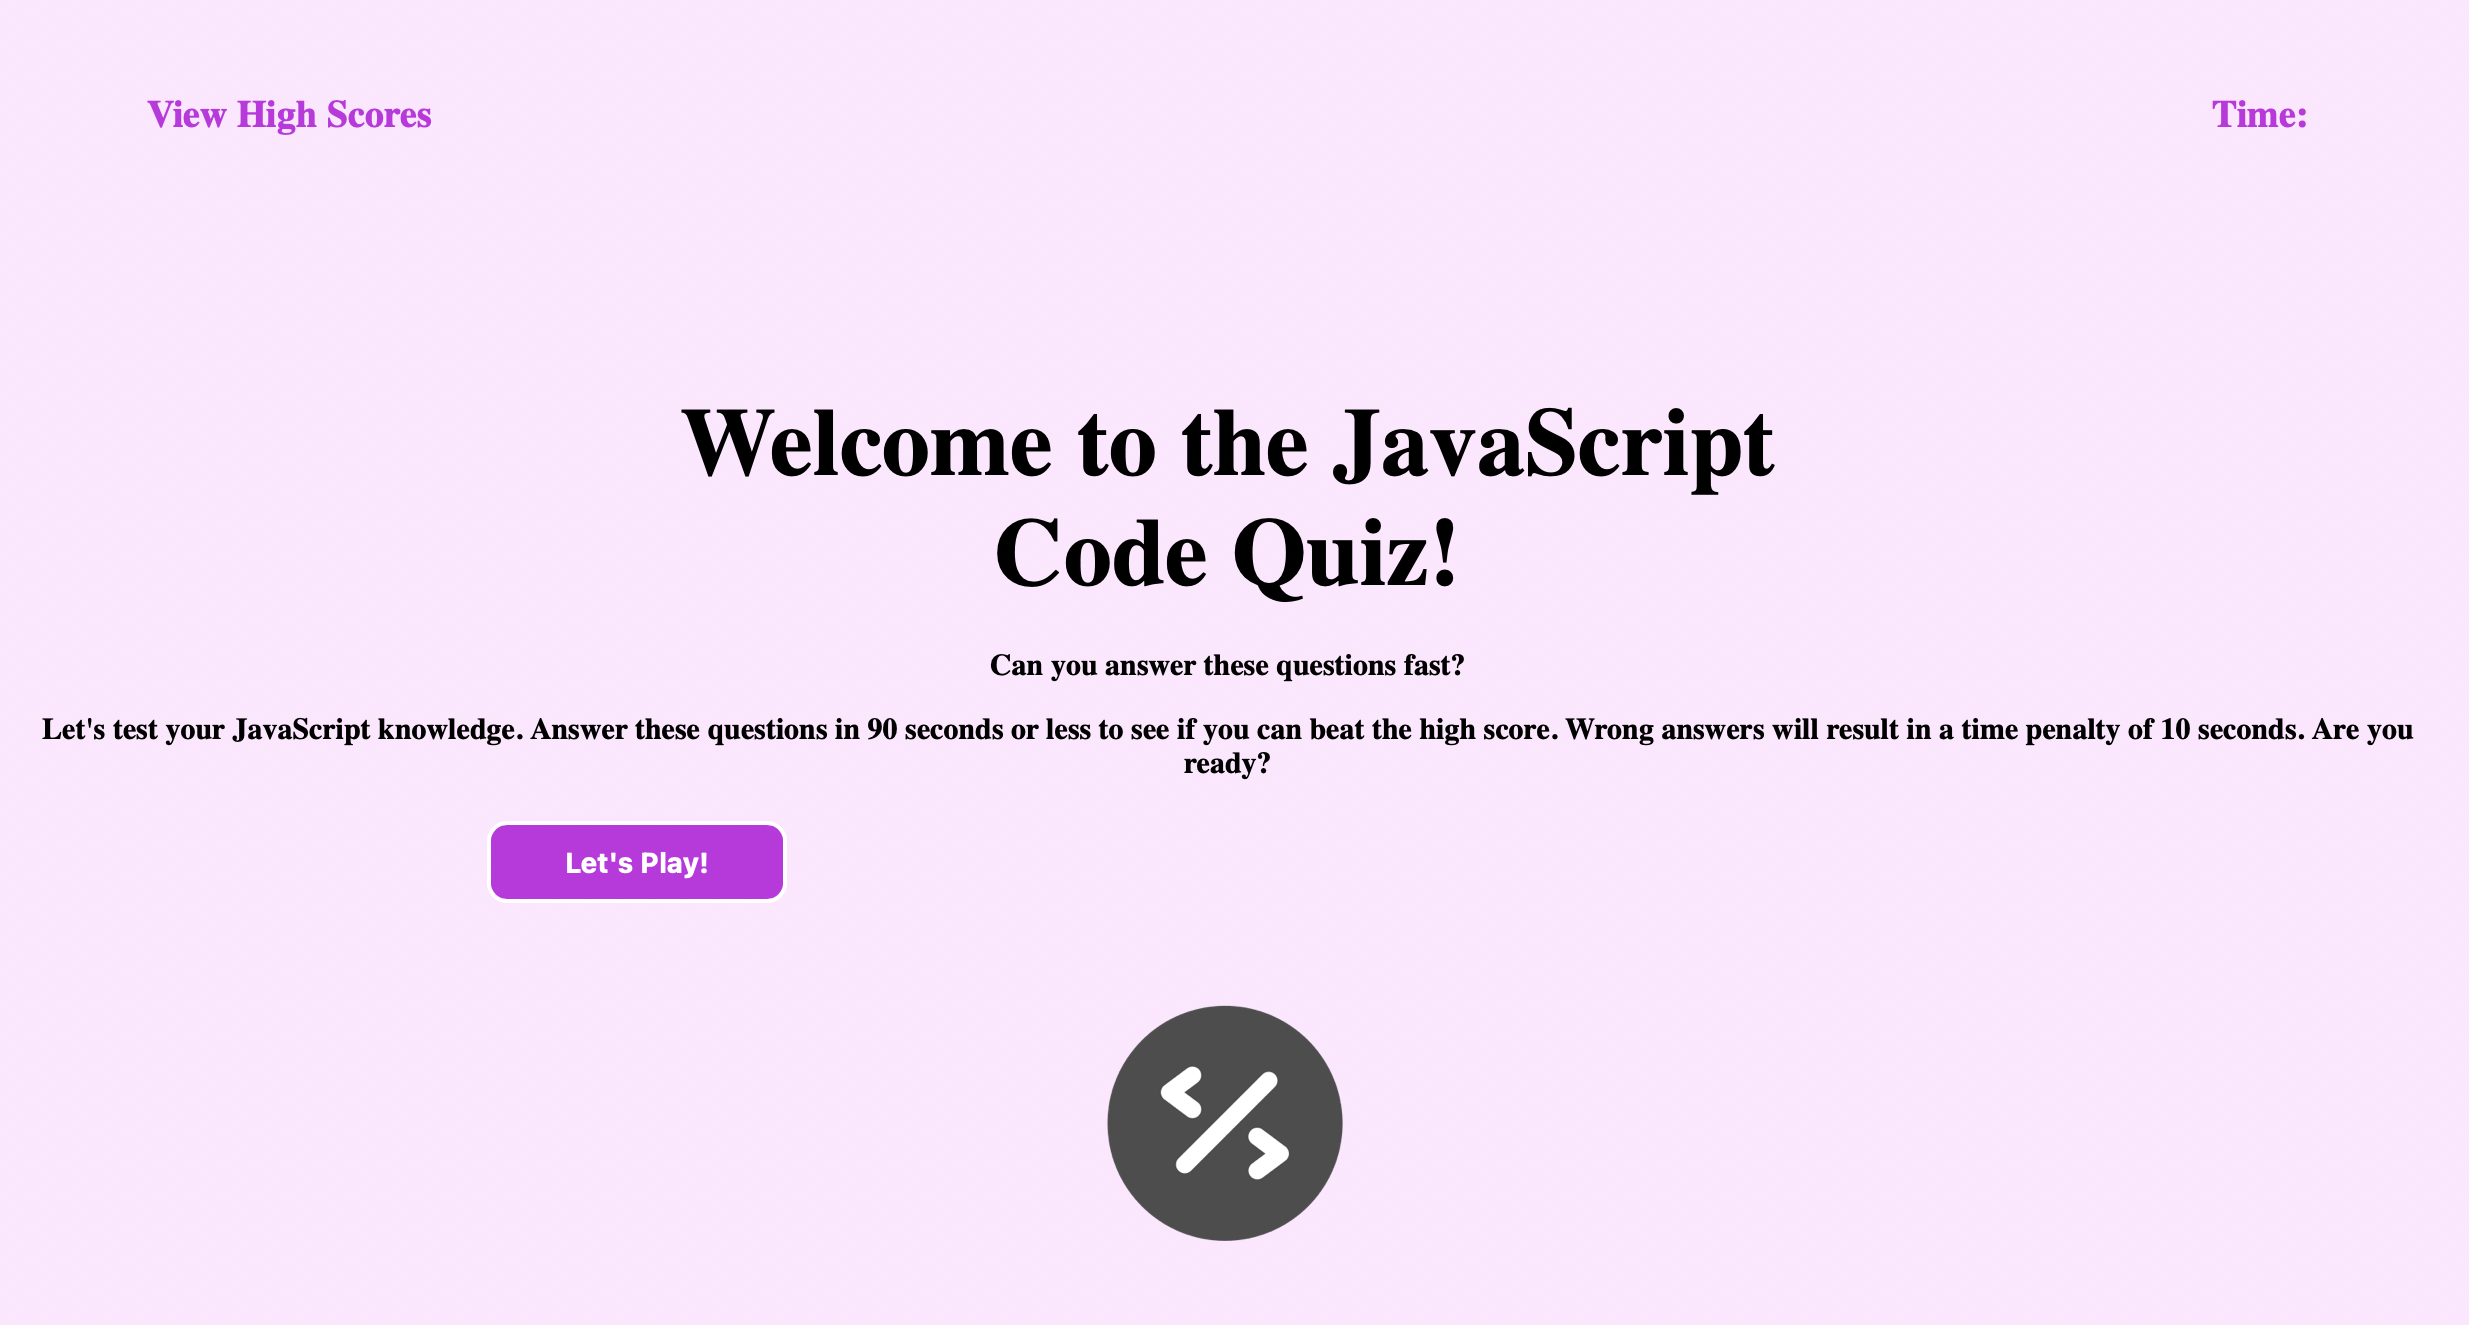 View High Scores
Time:
Welcome to the JavaScript
Code Quiz!
Can you answer these questions fast?
Let's test your JavaScript knowledge. Answer these questions in 90 seconds or less to see if you can beat the high score. Wrong answers will result in a time penalty of 10 seconds. Are you
ready?
Let's Play!